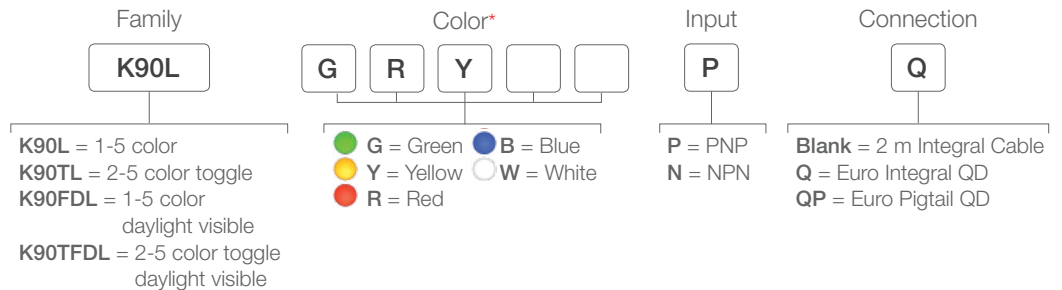 Family
Color*
Input
Connection
K90L
G
R
Y
P
Q
K90L = 1-5 color
K90TL = 2-5 color toggle
K90FDL = 1-5 color
daylight visible
K90TFDL = 2-5 color toggle
daylight visible
G = Green
B = Blue
Y = Yellow
W = White
R = Red
P = PNP
N = NPN
Blank = 2 m Integral Cable
Q = Euro Integral QD
QP = Euro Pigtail QD